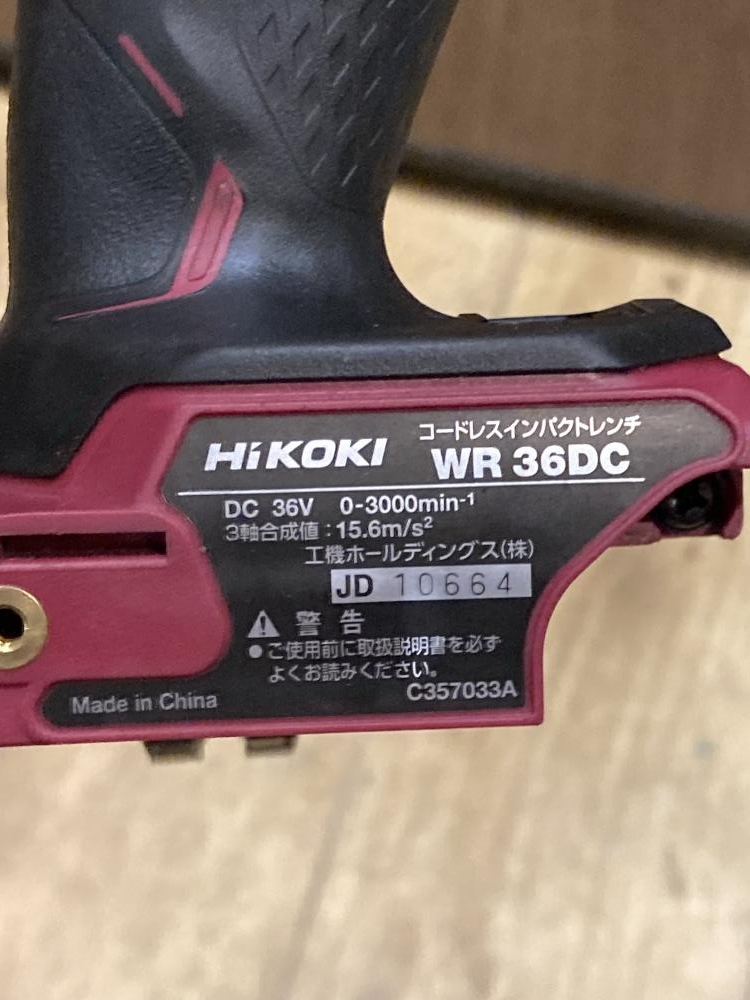 コードレスインパクトレンチ
HiKOKI WR 36DC
DC 36V 0-3000min-1
3軸合成値：15.6m/s2
工機ホールディングス(株)
JD 10664
警告
●ご使用前に取扱説明書を必ず
よくお読みください。
Made in China C357033A